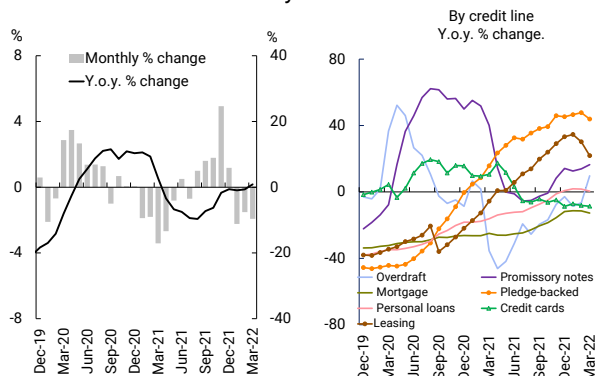 %
%
8
4
0
-4
-8
40
20
0
-20
-40
Monthly % change
Y.o.y. % change
Dec-19
Mar-20
Jun-20
Sep-20
Dec-20
Mar-21
Jun-21
Sep-21
Dec-21
Mar-22
By credit line
Y.o.y. % change.
80
40
0
-40
-80
Overdraft
Promissory notes
Mortgage
Pledge-backed
Personal loans
Credit cards
Leasing
Dec-19
Mar-20
Jun-20
Sep-20
Dec-20
Mar-21
Jun-21
Sep-21
Dec-21
Mar-22